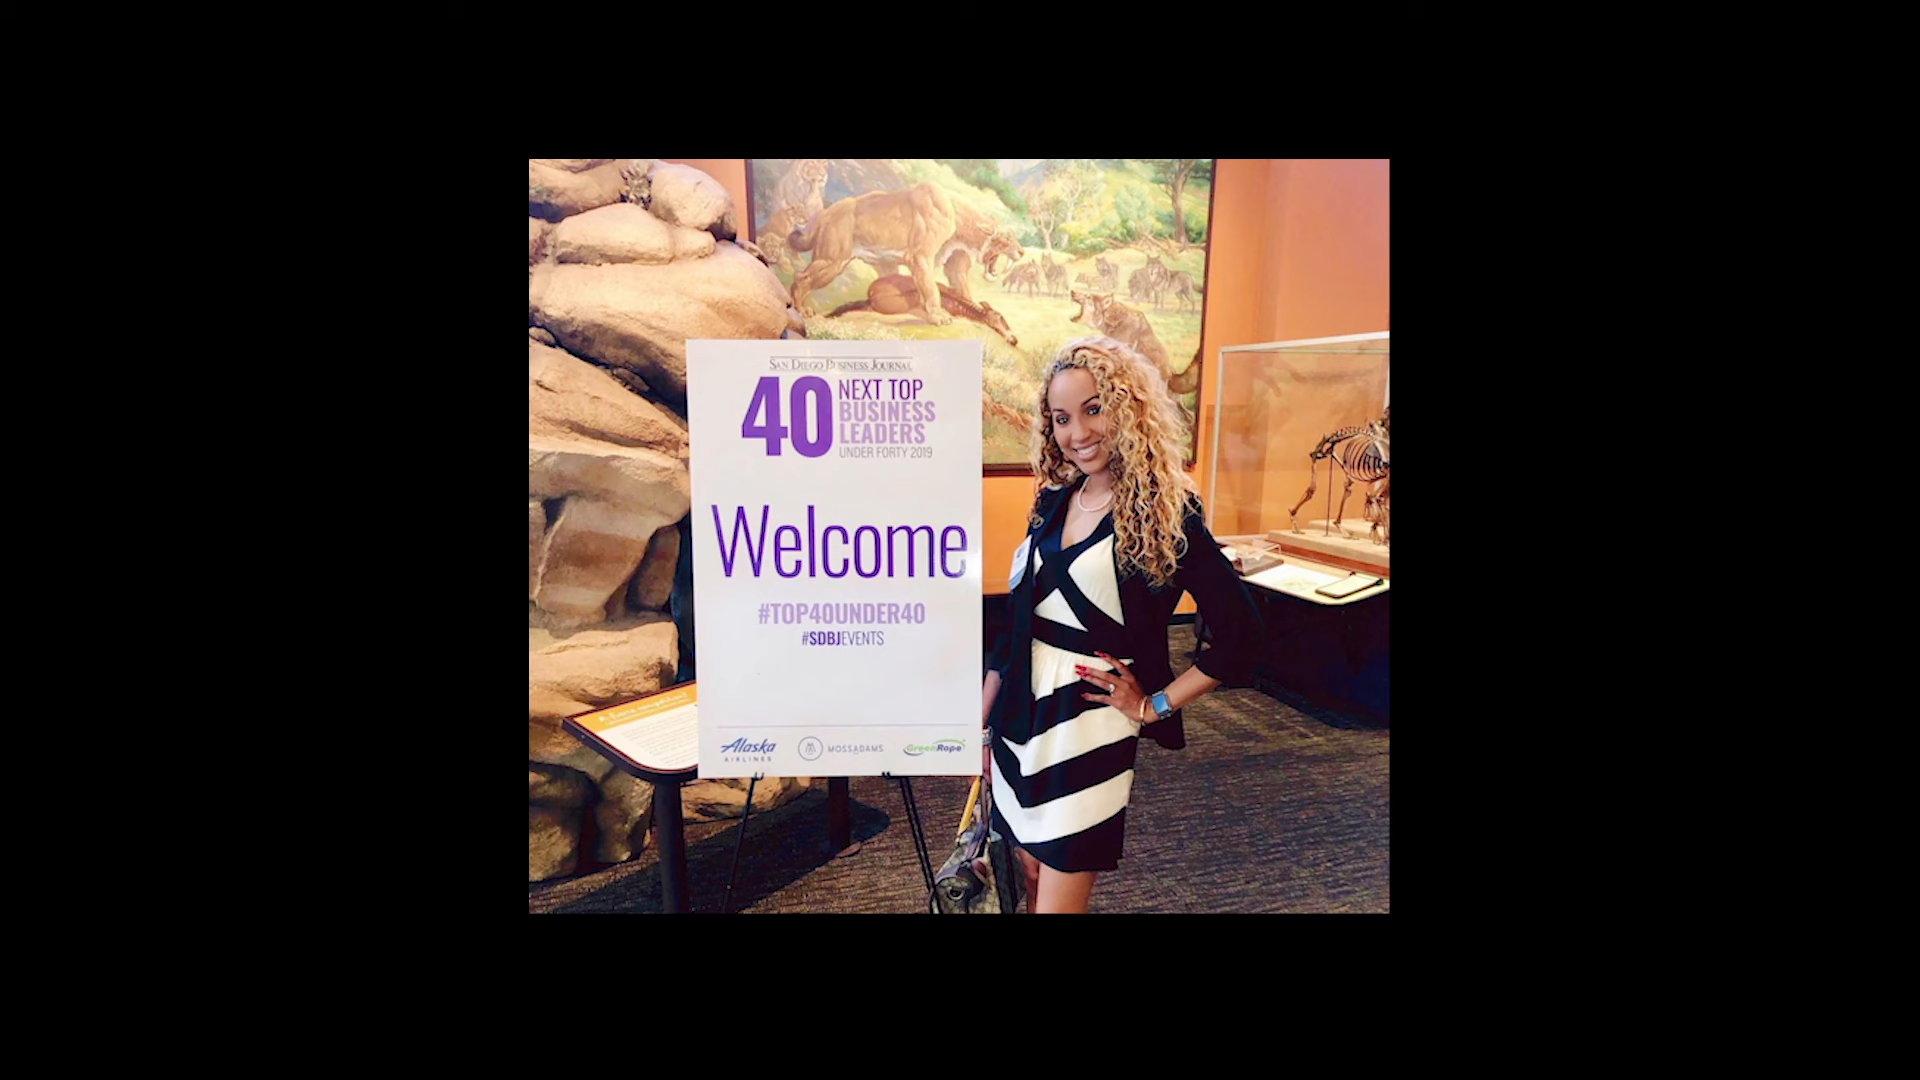 SAN DIEGO BUSINESS JOURNAL
40 NEXT TOP
BUSINESS
LEADERS
UNDER FORTY 2019
Welcome
#TOP40UNDER40
#SDBJEVENTS
Alaska
AIRLINES
MOSSADAMS
GreenRope